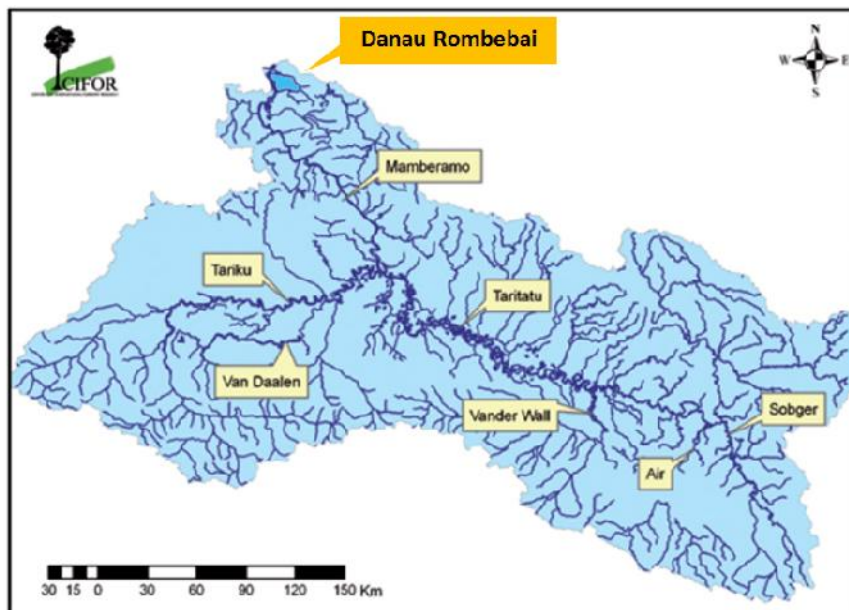 Danau Rombebai
CIFOR
N
W E
S
Mamberamo
Tariku
Taritatu
Van Daalen
Vander Wall
Sobger
Air
30 15 0 30 60 90 120 150 Km